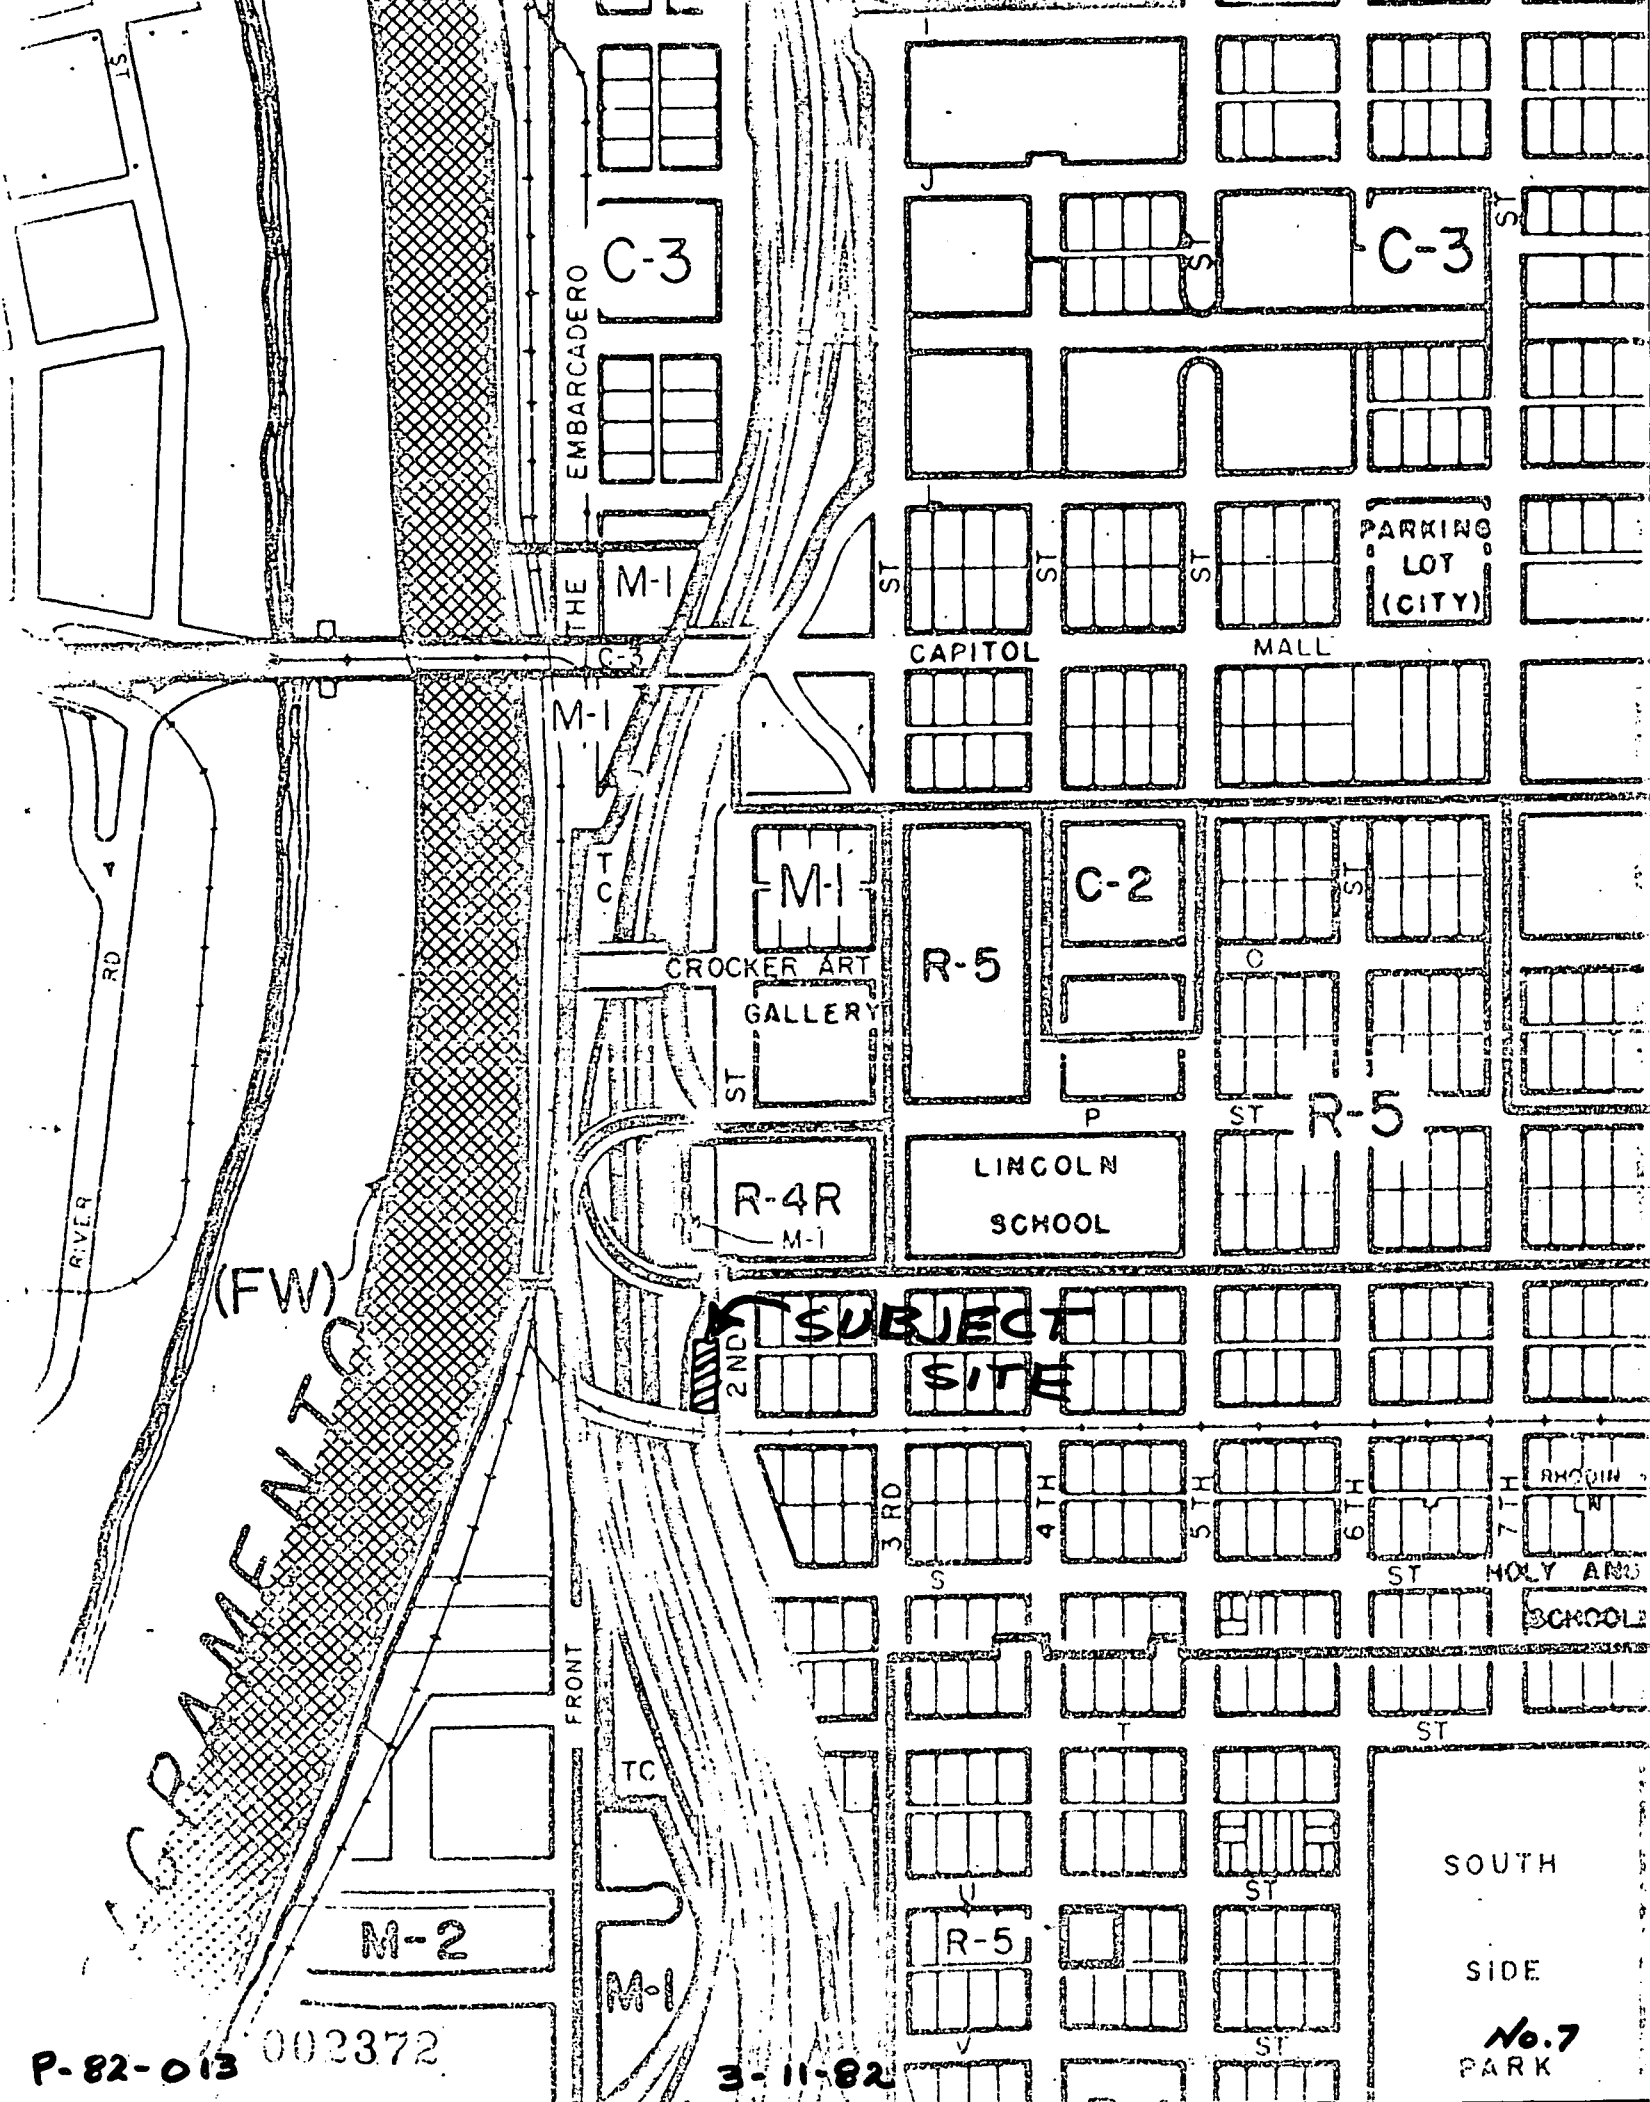 ST
J
ST
C-3
C-3
ST
THE EMBARCADERO
L
PARKING
LOT
(CITY)
ST
ST
ST
M-1
C-3
CAPITOL
MALL
M-1
TC
M-1
C-2
ST
RD
CROCKER ART
R-5
O
GALLERY
ST
P
ST
R-5
LINCOLN
R-4R
SCHOOL
M-1
RIVER
(FW)
SUBJECT
2ND
SITE
SACRAMENTO
3RD
4TH
5TH
6TH
7TH
S
ST
HOLY
SCHOOL
FRONT
T
ST
TC
SOUTH
U
ST
M-2
R-5
SIDE
M-1
002372
V
ST
No.7
P-82-013
3-11-82
PARK